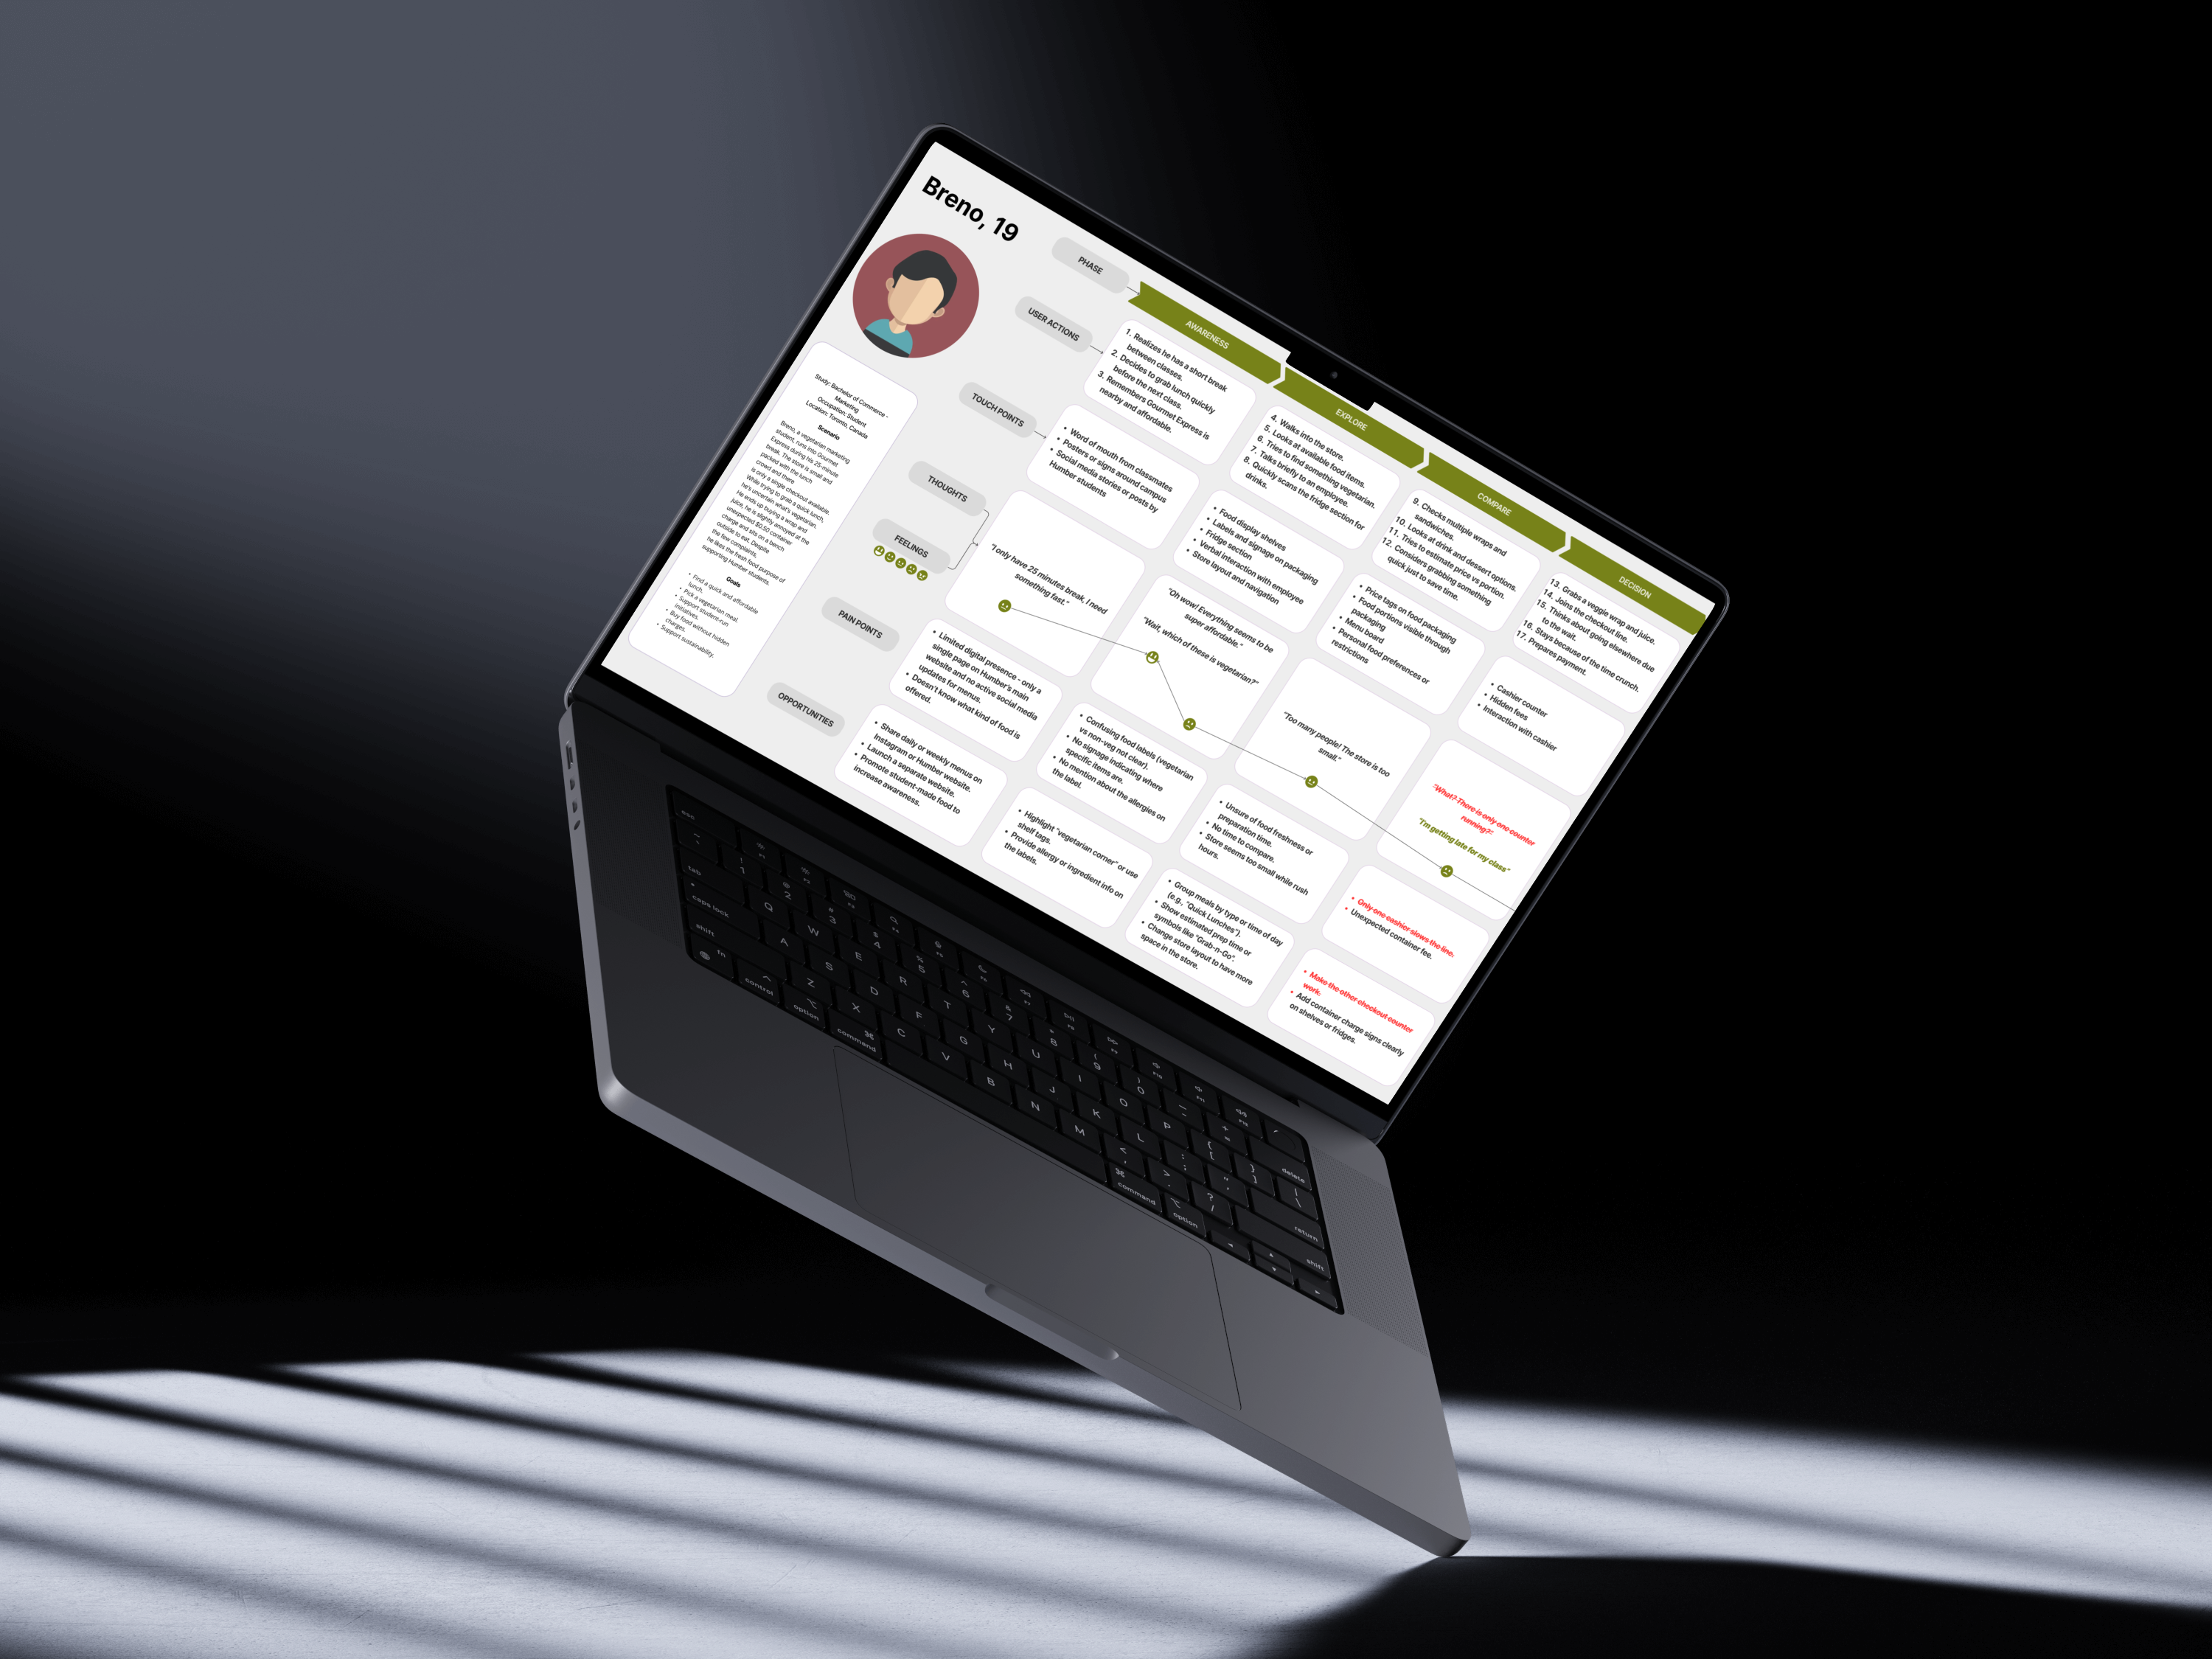 Breno, 19
Study: Bachelor of Commerce -
Marketing
Occupation: Student
Location: Toronto, Canada
Scenario
Breno, a vegetarian marketing
student, runs into Gourmet
Express during his 25-minute
break. The store is small and
packed with the lunch
crowd and there
is only a single checkout available.
While trying to grab a quick lunch,
he's uncertain what's vegetarian.
He ends up buying a wrap and
juice, he is slightly annoyed at the
unexpected $0.50 container
charge and sits on a bench
outside to eat. Despite
the few complaints,
he likes the fresh food purpose of
supporting Humber students.
Goals
• Find a quick and affordable
lunch.
• Pick a vegetarian meal.
• Support student-run
initiatives.
• Buy food without hidden
charges.
• Support sustainability.
PHASE
AWARENESS
EXPLORE
COMPARE
DECISION
USER ACTIONS
1. Realizes he has a short break
between classes.
2. Decides to grab lunch quickly
before the next class.
3. Remembers Gourmet Express is
nearby and affordable.
4. Walks into the store.
5. Looks at available food items.
6. Tries to find something vegetarian.
7. Talks briefly to an employee.
8. Quickly scans the fridge section for
drinks.
9. Checks multiple wraps and
sandwiches.
10. Looks at drink and dessert options.
11. Tries to estimate price vs portion.
12. Considers grabbing something
quick just to save time.
13. Grabs a veggie wrap and juice.
14. Joins the checkout line.
15. Thinks about going elsewhere due
to the wait.
16. Stays because of the time crunch.
17. Prepares payment.
TOUCH POINTS
• Word of mouth from classmates
• Posters or signs around campus
• Social media stories or posts by
Humber students
• Food display shelves
• Labels and signage on packaging
• Fridge section
• Verbal interaction with employee
• Store layout and navigation
• Price tags on food packaging
• Food portions visible through
packaging
• Menu board
• Personal food preferences or
restrictions
• Cashier counter
• Hidden fees
• Interaction with cashier
THOUGHTS
FEELINGS
"I only have 25 minutes break, I need
something fast."
"Oh wow! Everything seems to be
super affordable."
"Wait, which of these is vegetarian?"
"Too many people! The store is too
small."
"What? There is only one counter
running?"
"I'm getting late for my class"
PAIN POINTS
• Limited digital presence - only a
single page on Humber's main
website and no active social media
updates for menus.
• Doesn't know what kind of food is
offered.
• Confusing food labels (vegetarian
vs non-veg not clear).
• No signage indicating where
specific items are.
• No mention about the allergies on
the label.
• Unsure of food freshness or
preparation time.
• No time to compare.
• Store seems too small while rush
hours.
• Only one cashier slows the line.
• Unexpected container fee.
OPPORTUNITIES
• Share daily or weekly menus on
Instagram or Humber website.
• Launch a separate website.
• Promote student-made food to
increase awareness.
• Highlight "vegetarian corner" or use
shelf tags.
• Provide allergy or ingredient info on
the labels.
• Group meals by type or time of day
(e.g., "Quick Lunches").
• Show estimated prep time or
symbols like "Grab-n-Go".
• Change store layout to have more
space in the store.
• Make the other checkout counter
work.
• Add container charge signs clearly
on shelves or fridges.
esc
delete
tab
Q W E R T Y U I O P
return
caps lock
A S D F G H J K L
shift
Z X C V B N M
shift
fn
control
option
command
command
option